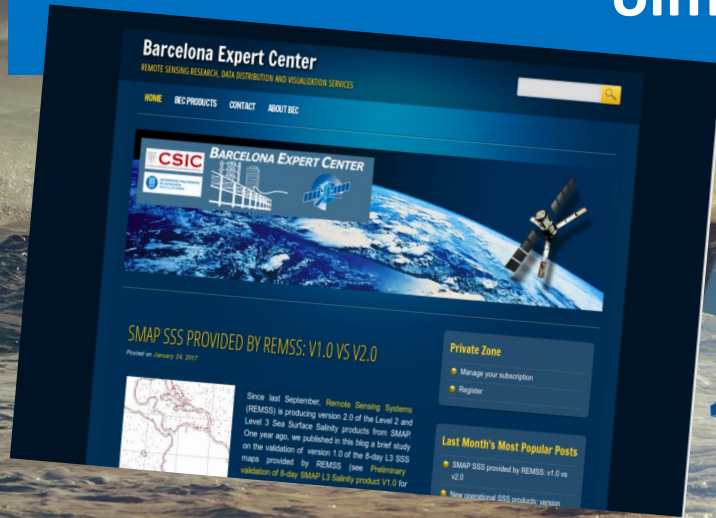 Barcelona Expert Center
REMOTE SENSING RESEARCH, DATA DISTRIBUTION AND VISUALIZATION SERVICES
HOME BEC PRODUCTS CONTACT ABOUT BEC
CSIC
BARCELONA EXPERT CENTER
SMAP SSS PROVIDED BY REMSS: V1.0 VS V2.0
Posted on January 24, 2017
Since last September, Remote Sensing Systems
(REMSS) is producing version 2.0 of the Level 2 and
Level 3 Sea Surface Salinity products from SMAP.
One year ago, we published in this blog a brief study
on the validation of version 1.0 of the 8-day L3 SSS
maps provided by REMSS (see Preliminary
validation of 8-day SMAP L3 Salinity product V1.0 for
Private Zone
Manage your subscription
Register
Last Month's Most Popular Posts
SMAP SSS provided by REMSS: v1.0 vs
v2.0
New operational SSS products: version